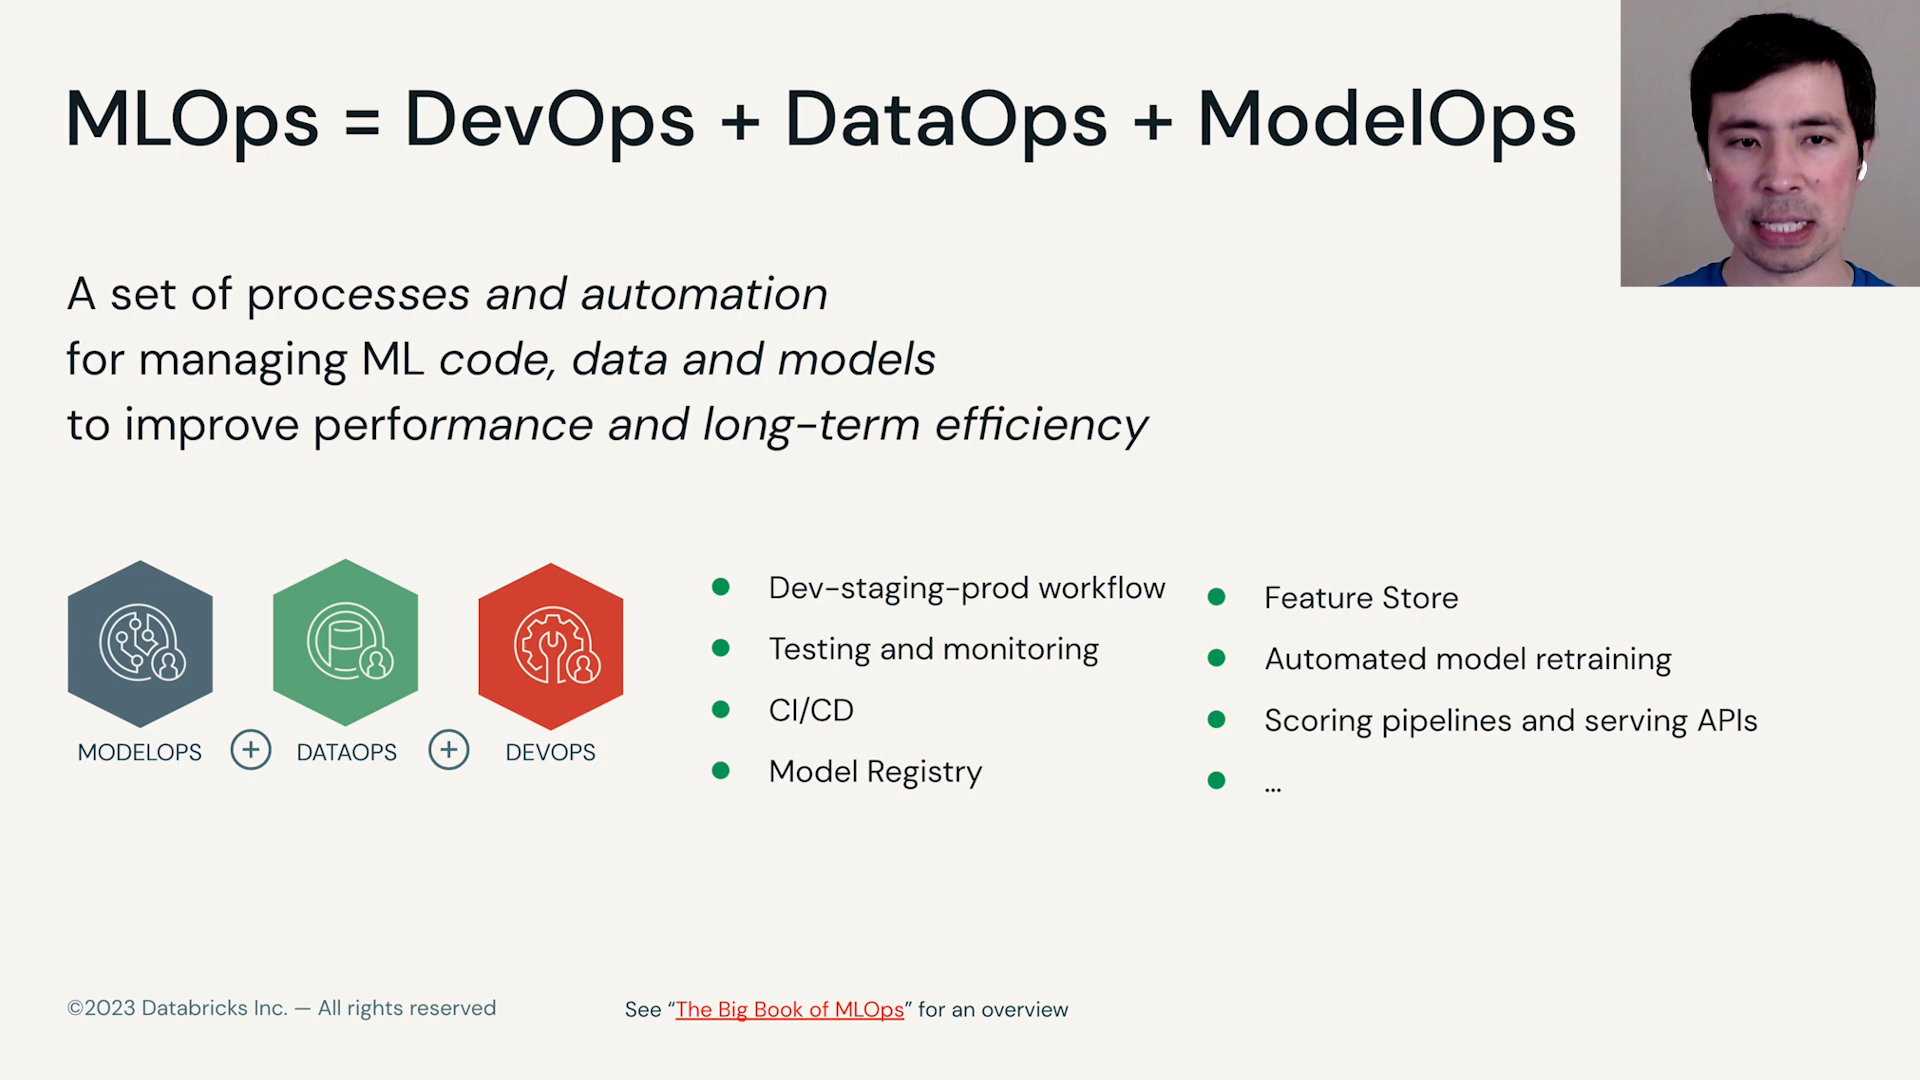 MLOps = DevOps + DataOps + ModelOps
A set of processes and automation
for managing ML code, data and models
to improve performance and long-term efficiency
MODELOPS + DATAOPS + DEVOPS
Dev-staging-prod workflow
Testing and monitoring
CI/CD
Model Registry
Feature Store
Automated model retraining
Scoring pipelines and serving APIs
...
©2023 Databricks Inc. — All rights reserved
See “The Big Book of MLOps” for an overview